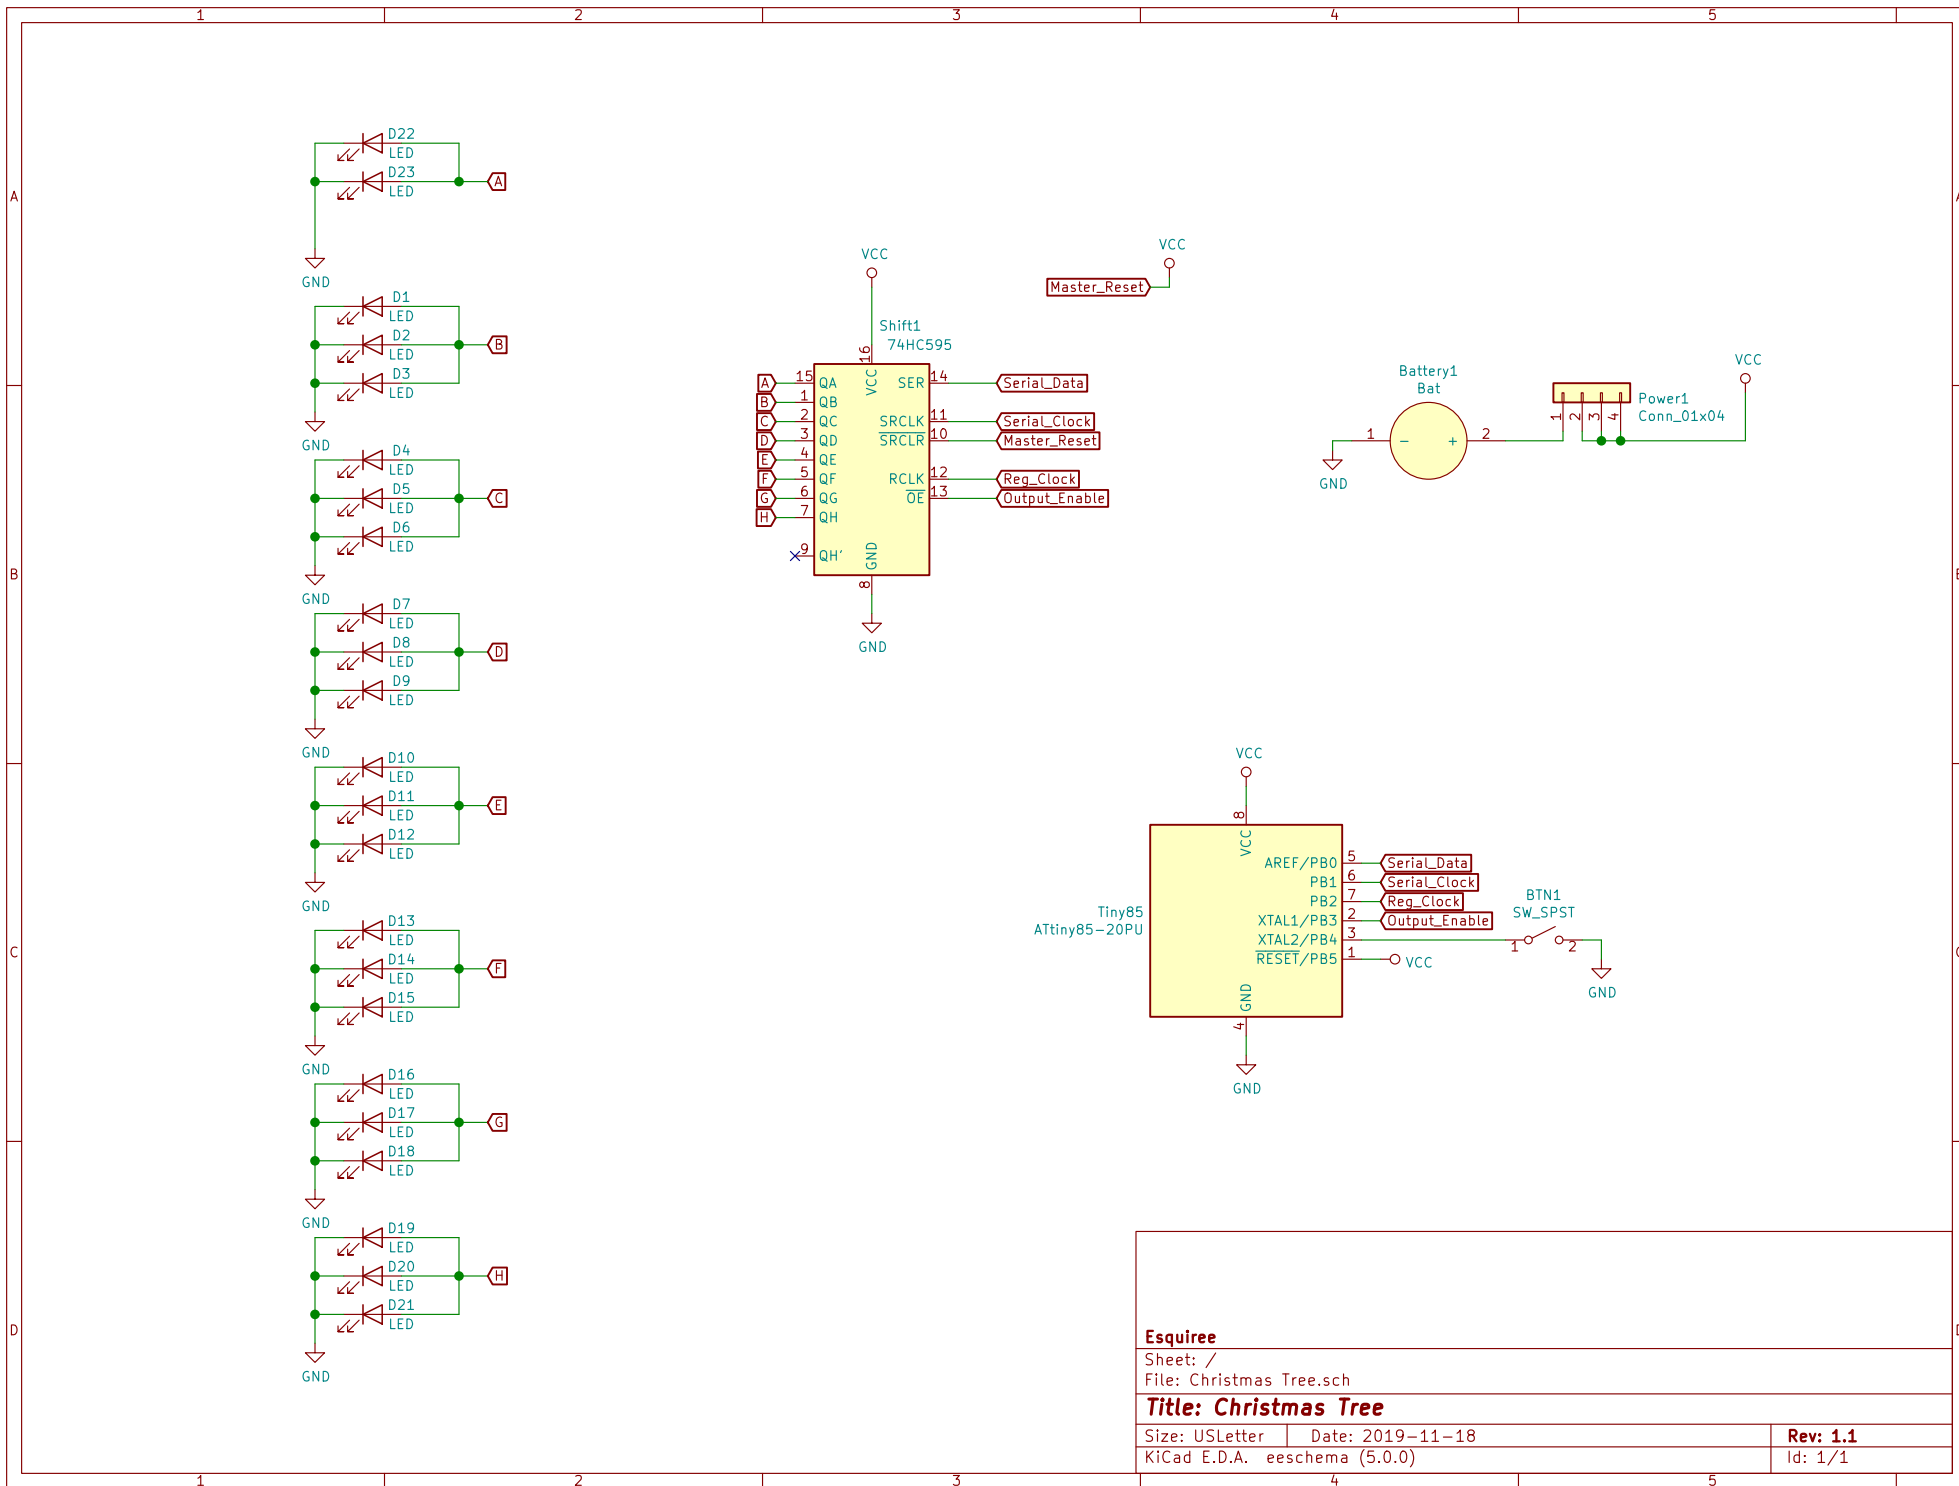 1 2 3 4 5
A
B
C
D
D22
LED
D23
LED
A
GND
D1
LED
D2
LED
D3
LED
B
GND
D4
LED
D5
LED
D6
LED
C
GND
D7
LED
D8
LED
D9
LED
D
GND
D10
LED
D11
LED
D12
LED
E
GND
D13
LED
D14
LED
D15
LED
F
GND
D16
LED
D17
LED
D18
LED
G
GND
D19
LED
D20
LED
D21
LED
H
GND
VCC
Shift1
74HC595
16
VCC
A 15 QA
B 1 QB
C 2 QC
D 3 QD
E 4 QE
F 5 QF
G 6 QG
H 7 QH
9 QH'
SER 14 Serial_Data
SRCLK 11 Serial_Clock
SRCLR 10 Master_Reset
RCLK 12 Reg_Clock
OE 13 Output_Enable
GND
8
GND
VCC
Master_Reset
Battery1
Bat
1 - + 2
GND
1 2 3 4
Power1
Conn_01x04
VCC
VCC
8
VCC
Tiny85
ATtiny85-20PU
AREF/PB0 5 Serial_Data
PB1 6 Serial_Clock
PB2 7 Reg_Clock
XTAL1/PB3 2 Output_Enable
XTAL2/PB4 3
RESET/PB5 1 VCC
GND
4
GND
BTN1
SW_SPST
1 2
GND
Esquiree
Sheet: /
File: Christmas Tree.sch
Title: Christmas Tree
Size: USLetter Date: 2019-11-18 Rev: 1.1
KiCad E.D.A. eeschema (5.0.0) Id: 1/1
1 2 3 4 5